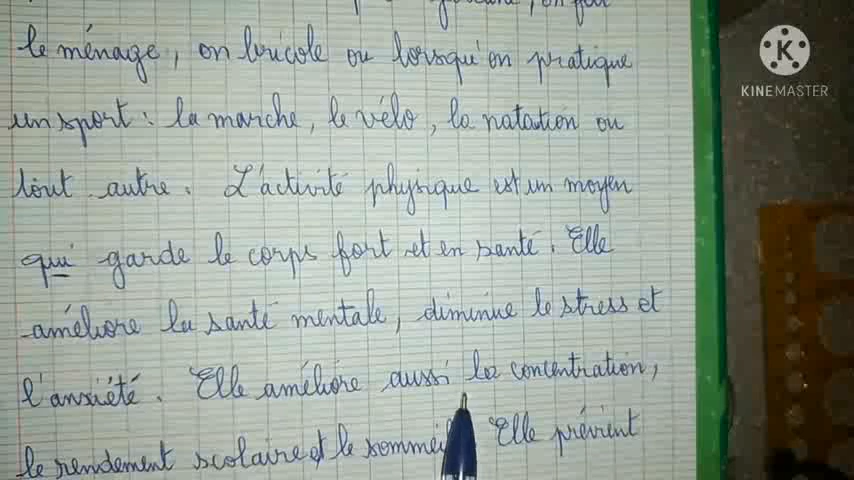 on fait
le ménage, on bricole ou lorsqu'on pratique
un sport : la marche, le vélo, la natation ou
tout autre. L'activité physique est un moyen
qui garde le corps fort et en santé. Elle
améliore la santé mentale, diminue le stress et
l'anxiété. Elle améliore aussi la concentration,
le rendement scolaire et le sommeil Elle prévient
K
KINEMASTER